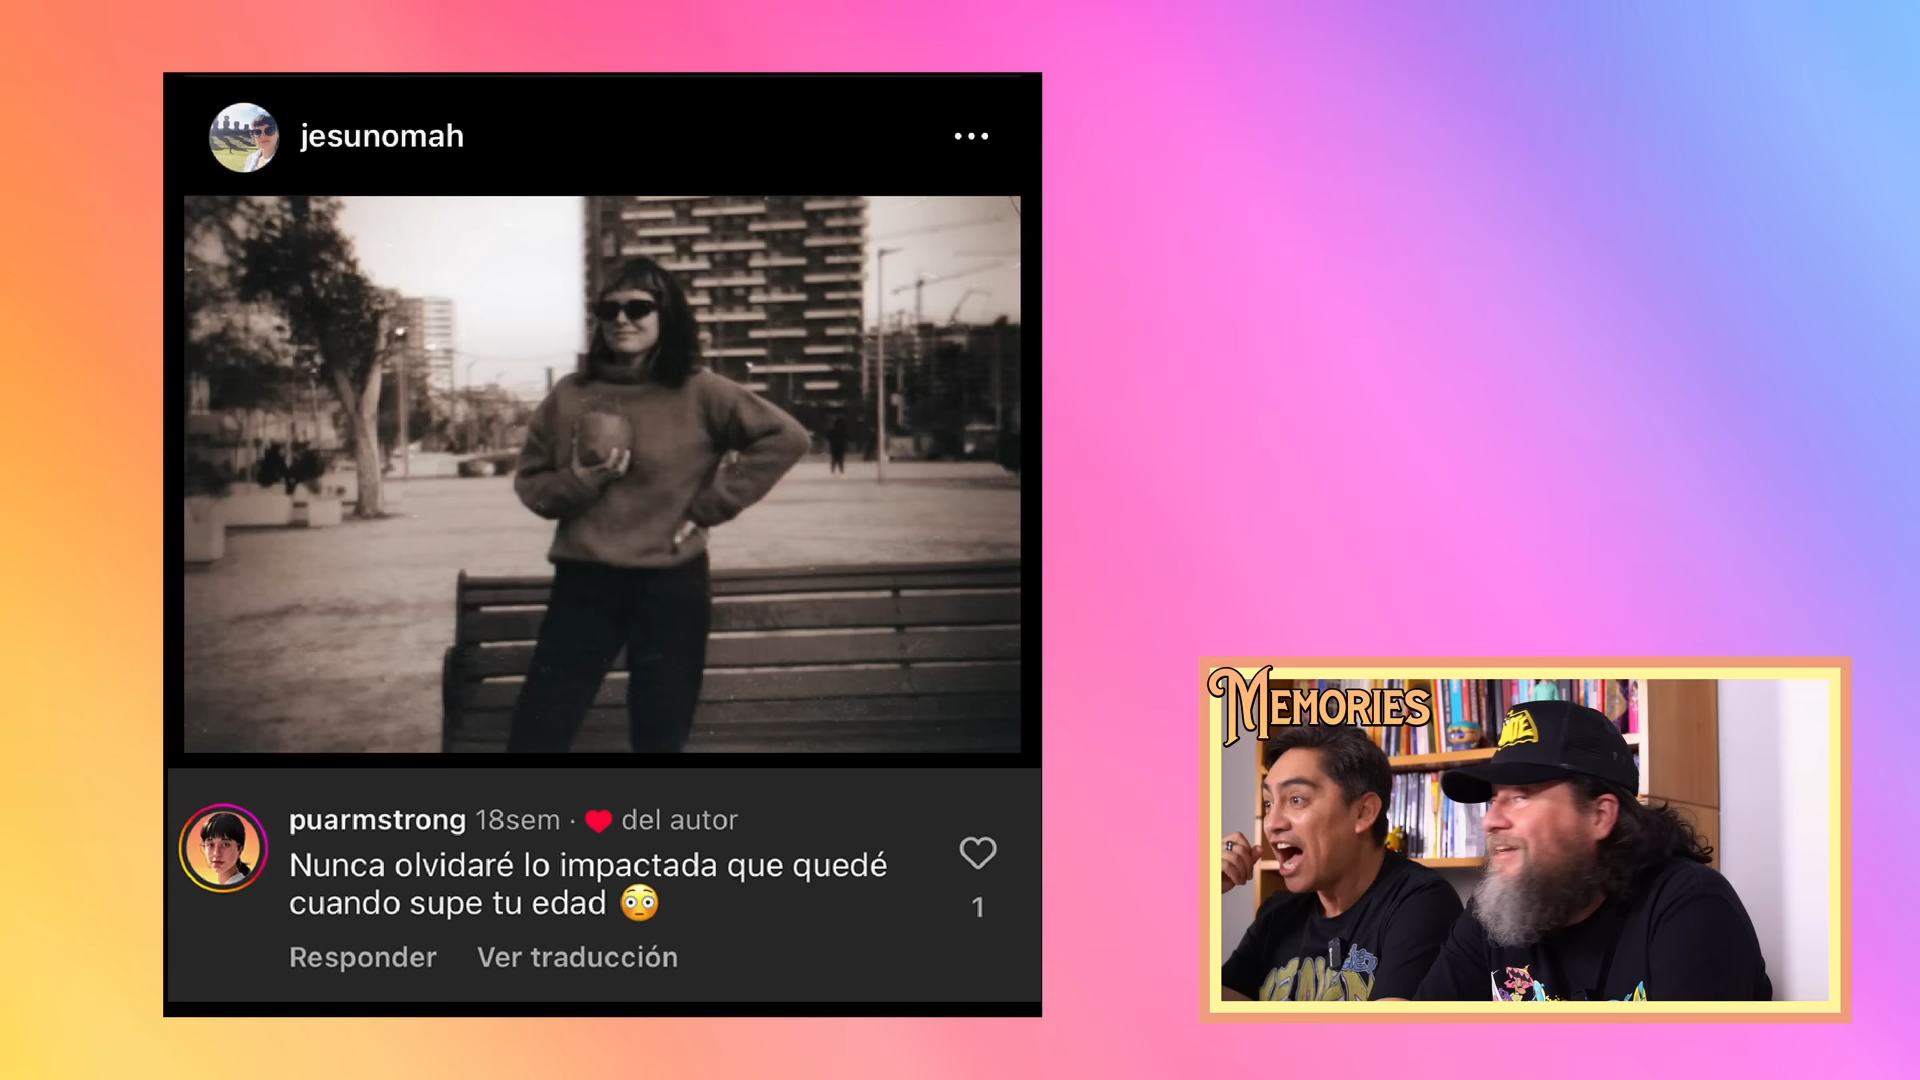 jesunomah
puarmstrong 18sem · ❤️ del autor
Nunca olvidaré lo impactada que quedé
cuando supe tu edad 😳
1
Responder Ver traducción
MEMORIES